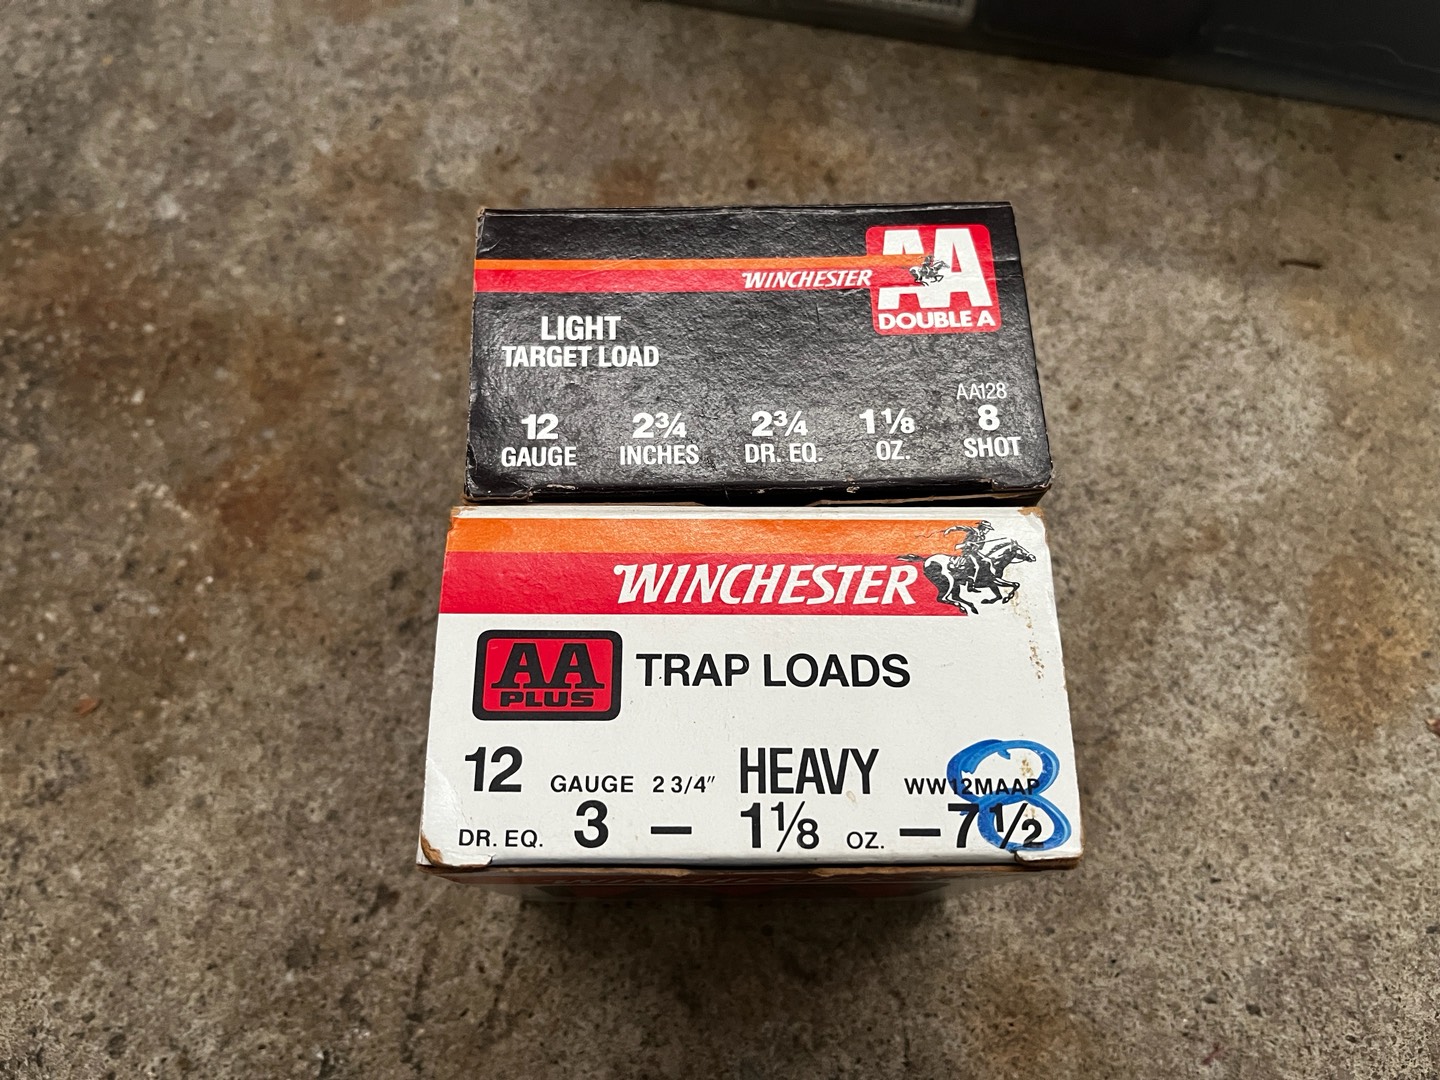 WINCHESTER
AA
DOUBLE A
LIGHT
TARGET LOAD
AA128
12 2¾ 2¾ 1⅛ 8
GAUGE INCHES DR. EQ. OZ. SHOT
WINCHESTER
AA
PLUS
TRAP LOADS
12 GAUGE 2 3/4" HEAVY WW12MAAP
DR. EQ. 3 — 1⅛ OZ. — 7½
8